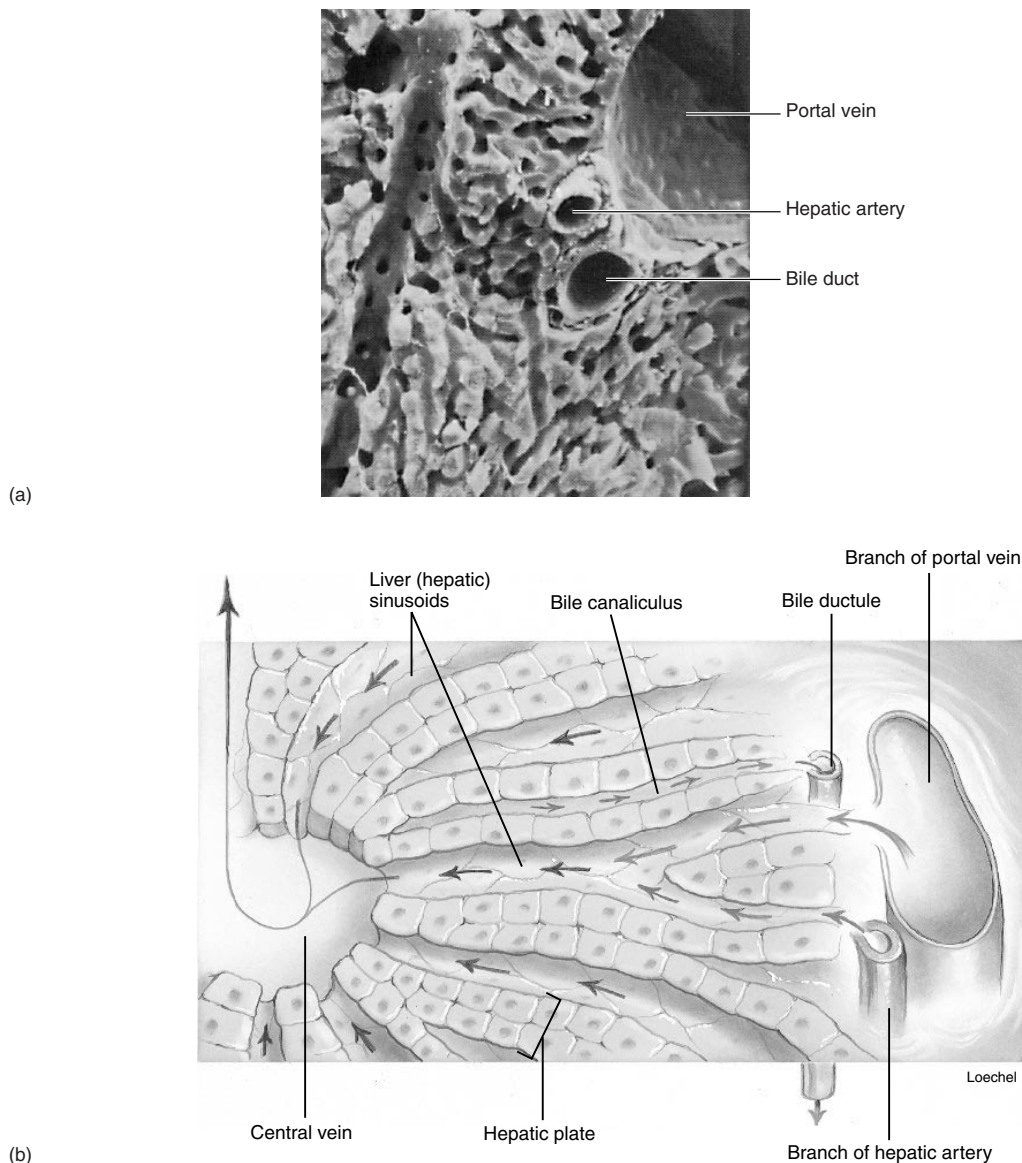 Portal vein
Hepatic artery
Bile duct
(a)
Branch of portal vein
Liver (hepatic)
sinusoids
Bile canaliculus
Bile ductule
Loechel
Central vein
Hepatic plate
Branch of hepatic artery
(b)